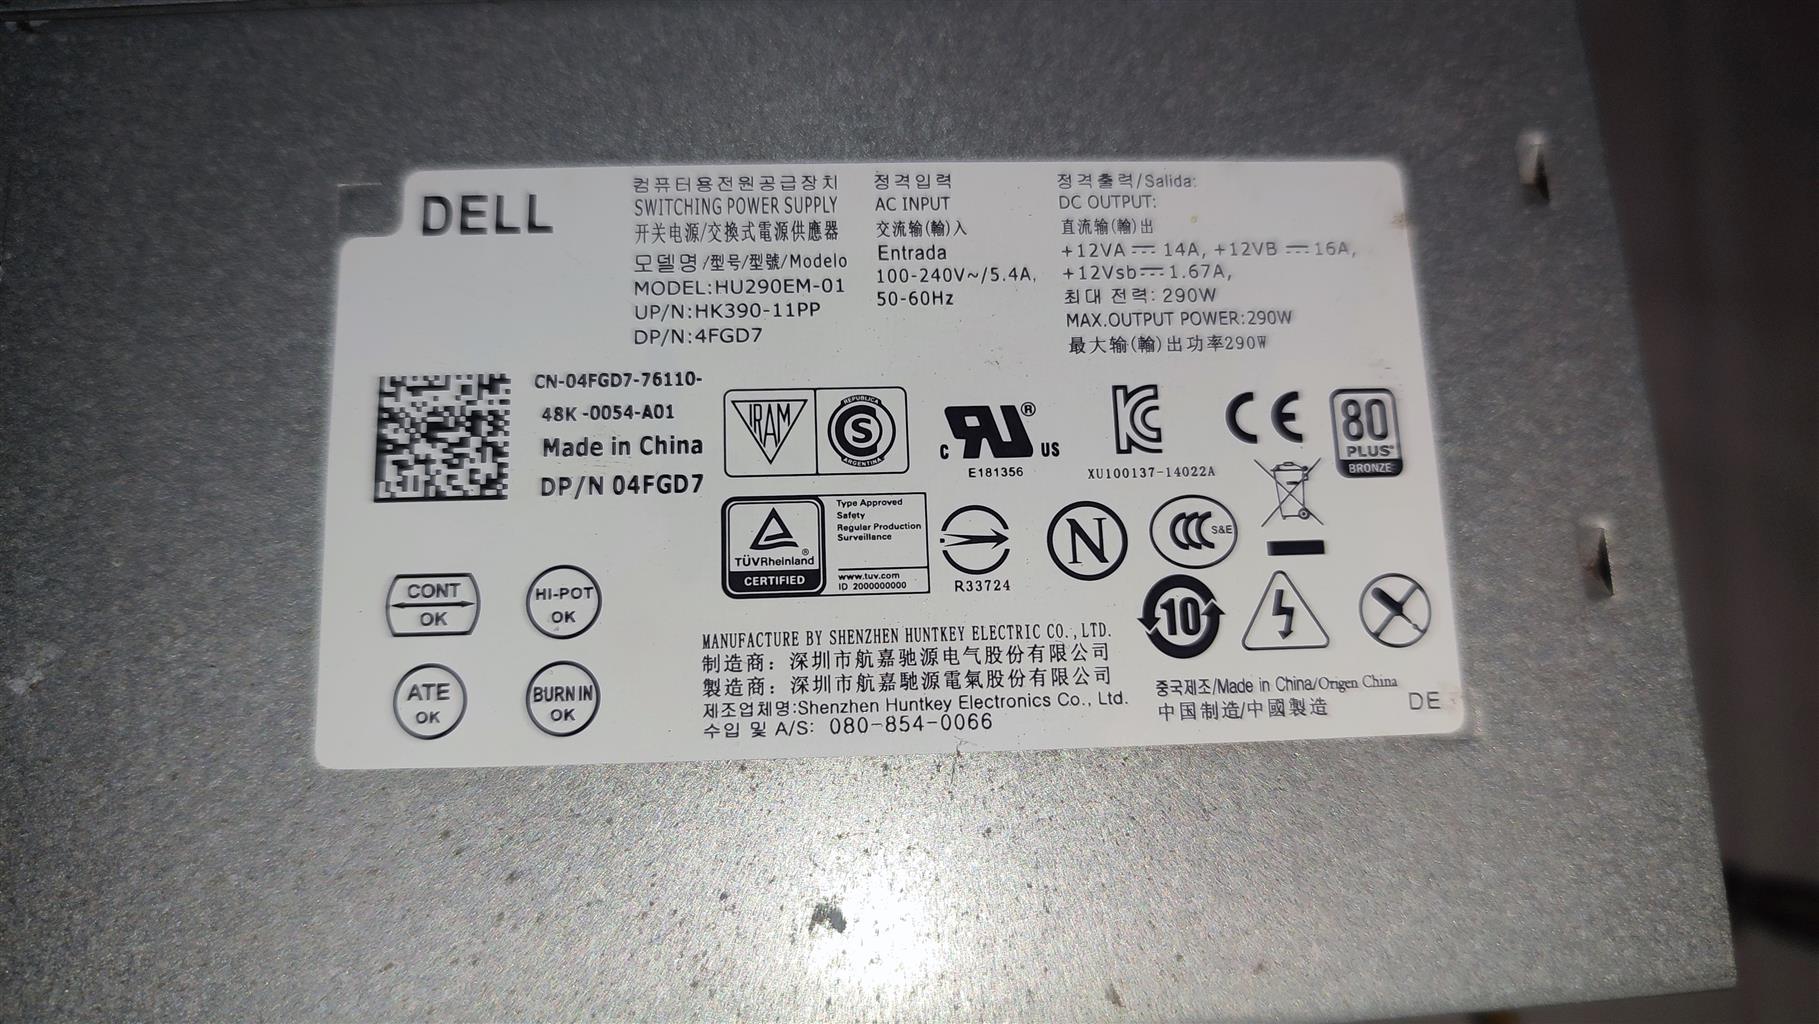 DELL
컴퓨터용전원공급장치
SWITCHING POWER SUPPLY
开关电源/交換式電源供應器
모델명/型号/型號/Modelo
MODEL:HU290EM-01
UP/N:HK390-11PP
DP/N:4FGD7
정격입력
AC INPUT
交流输(輸)入
Entrada
100-240V~/5.4A,
50-60Hz
정격출력/Salida:
DC OUTPUT:
直流输(輸)出
+12VA⎓14A, +12VB⎓16A,
+12Vsb⎓1.67A,
최대 전력: 290W
MAX.OUTPUT POWER:290W
最大输(輸)出功率290W
CN-04FGD7-76110-
48K-0054-A01
Made in China
DP/N 04FGD7
IRAM
REPUBLICA
S
ARGENTINA
c RU® US
E181356
KC
XU100137-14022A
CE
80
PLUS®
BRONZE
TÜVRheinland®
CERTIFIED
Type Approved
Safety
Regular Production
Surveillance
www.tuv.com
ID 2000000000
R33724
N
CCC S&E
10
CONT
OK
HI-POT
OK
ATE
OK
BURN IN
OK
MANUFACTURE BY SHENZHEN HUNTKEY ELECTRIC CO.,LTD.
制造商：深圳市航嘉驰源电气股份有限公司
製造商：深圳市航嘉馳源電氣股份有限公司
제조업체명:Shenzhen Huntkey Electronics Co., Ltd.
수입 및 A/S: 080-854-0066
중국제조/Made in China/Origen China
中国制造/中國製造
DE